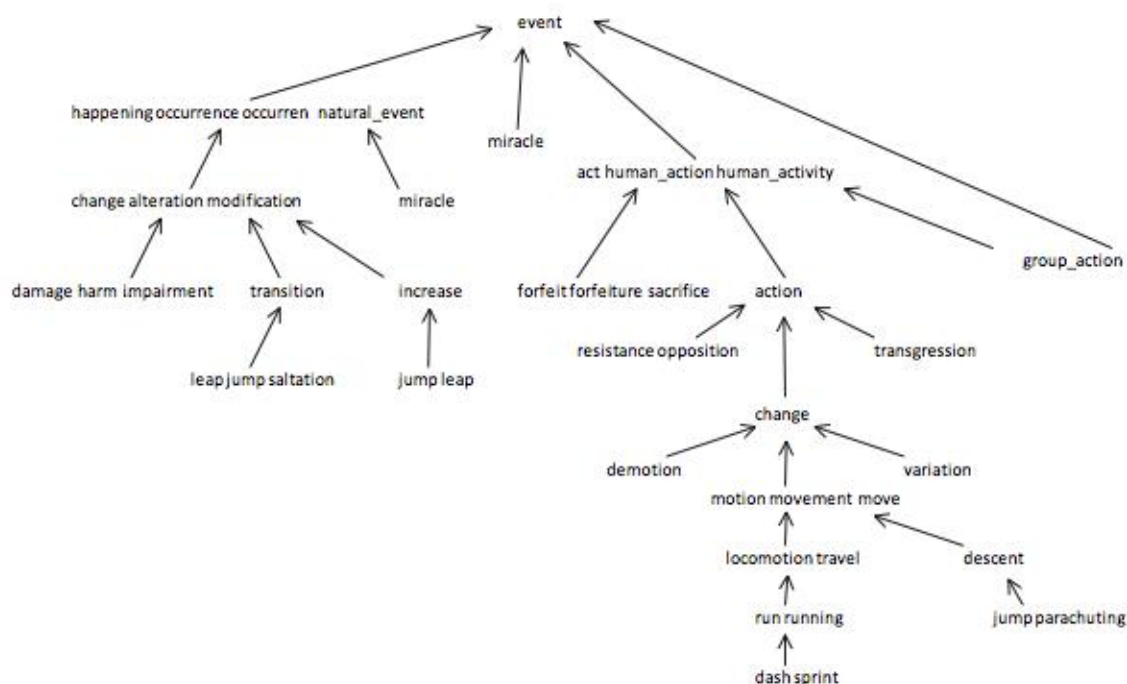 event
happening occurrence occurren natural_event
miracle
act human_action human_activity
change alteration modification
miracle
group_action
damage harm impairment
transition
increase
forfeit forfeiture sacrifice
action
resistance opposition
transgression
leap jump saltation
jump leap
change
demotion
variation
motion movement move
locomotion travel
descent
run running
jump parachuting
dash sprint